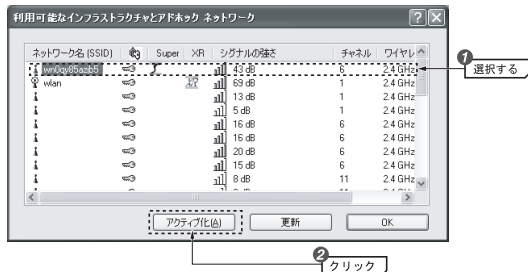 利用可能なインフラストラクチャとアドホック ネットワーク
ネットワーク名 (SSID) Super XR シグナルの強さ チャネル ワイヤレ
43 dB 6 2.4 GHz
wlan 69 dB 1 2.4 GHz
13 dB 1 2.4 GHz
5 dB 1 2.4 GHz
16 dB 6 2.4 GHz
16 dB 6 2.4 GHz
20 dB 6 2.4 GHz
15 dB 6 2.4 GHz
8 dB 11 2.4 GHz
アクティブ化(A) 更新 OK
1 選択する
2 クリック